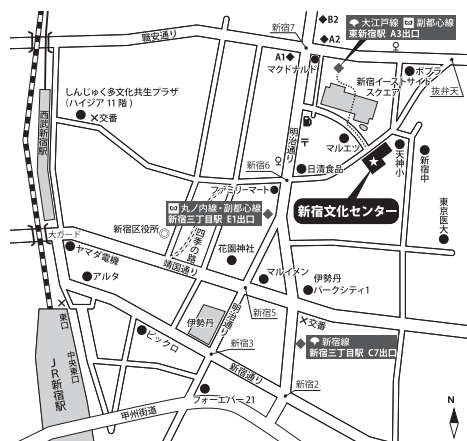 B2
大江戸線 副都心線
東新宿駅 A3出口
新宿7
職安通り
A2
A1
マクドナルド
ポプラ
新宿イーストサイド
スクエア
抜弁天
しんじゅく多文化共生プラザ
(ハイジア11階)
交番
西武新宿駅
明治通り
マルエツ
日清食品
新宿6
天神小
新宿中
ファミリーマート
丸ノ内線・副都心線
新宿三丁目駅 E1出口
新宿文化センター
東京医大
新宿区役所
四季の路
花園神社
大ガード
ヤマダ電機
靖国通り
アルタ
マルイメン
伊勢丹
パークシティ1
東口
中央東口
JR新宿駅
伊勢丹
明治通り
新宿5
交番
ビックロ
新宿3
新宿線
新宿三丁目駅 C7出口
新宿通り
新宿2
フォーエバー21
甲州街道
N